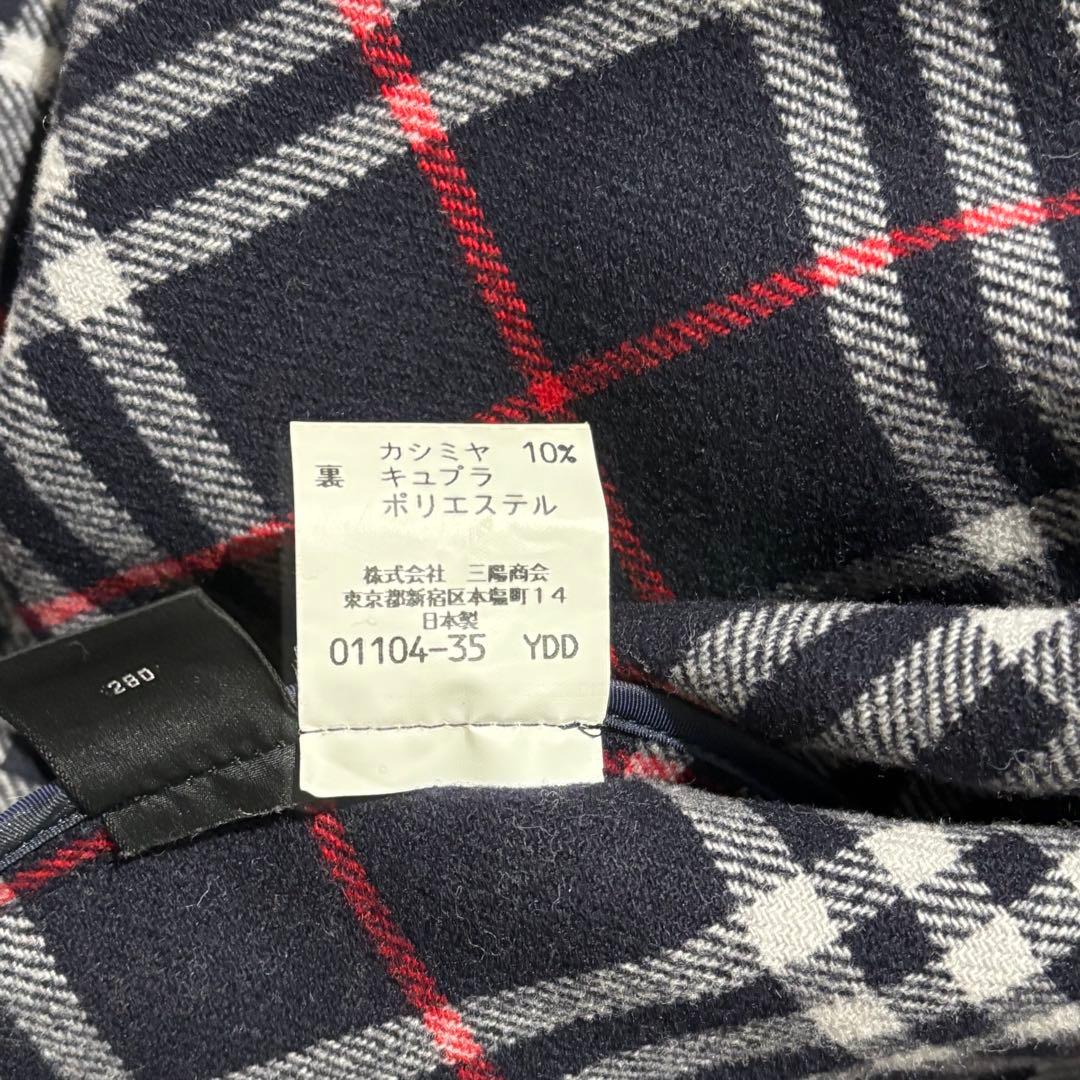 カシミヤ 10%
裏 キュプラ
ポリエステル
株式会社 三陽商会
東京都新宿区本塩町14
日本製
01104-35 YDD
280